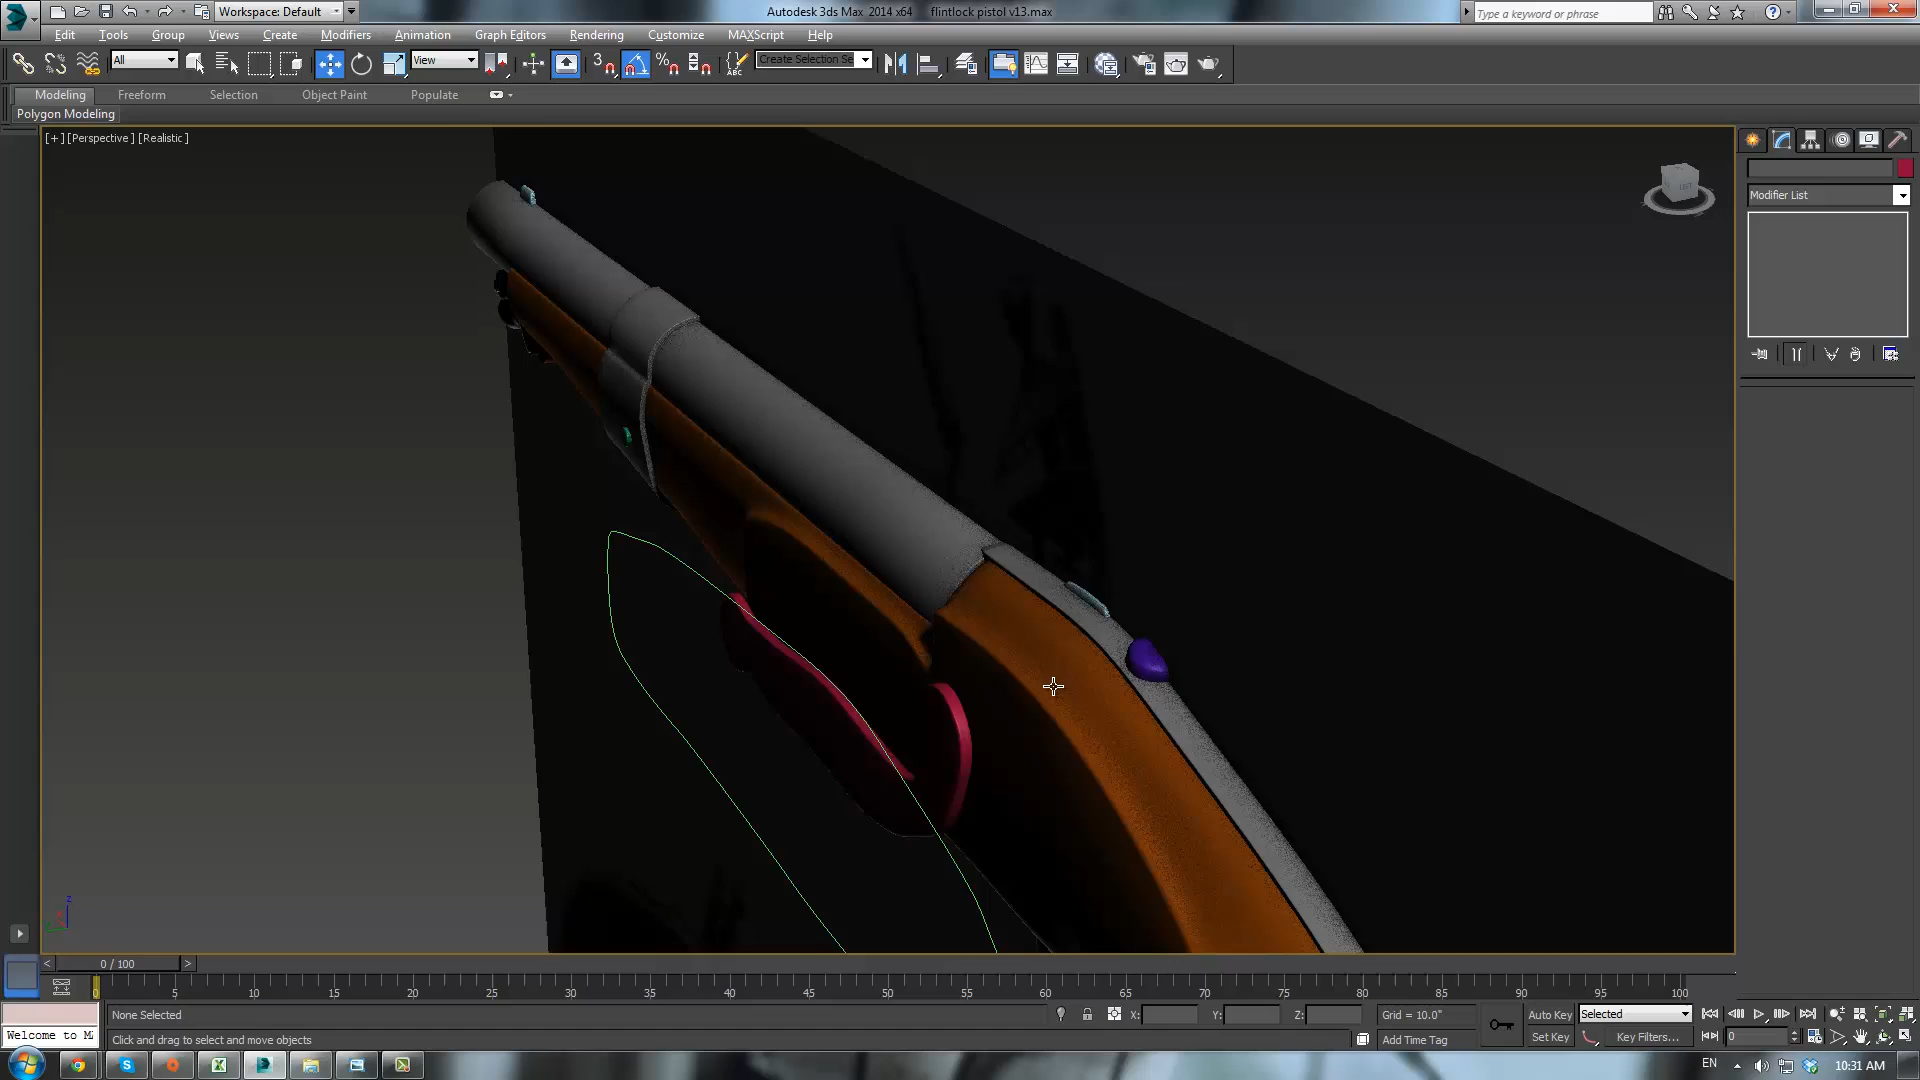 Workspace: Default
Autodesk 3ds Max 2014 x64 flintlock pistol v13.max
Type a keyword or phrase
Edit Tools Group Views Create Modifiers Animation Graph Editors Rendering Customize MAXScript Help
All
View
3
Create Selection Se
Modeling Freeform Selection Object Paint Populate
Polygon Modeling
[+] [Perspective] [Realistic]
Modifier List
z
0 / 100
0 5 10 15 20 25 30 35 40 45 50 55 60 65 70 75 80 85 90 95 100
None Selected
X: Y: Z:
Grid = 10.0"
Auto Key
Selected
Welcome to Mi
Click and drag to select and move objects
Add Time Tag
Set Key
Key Filters...
0
EN
10:31 AM